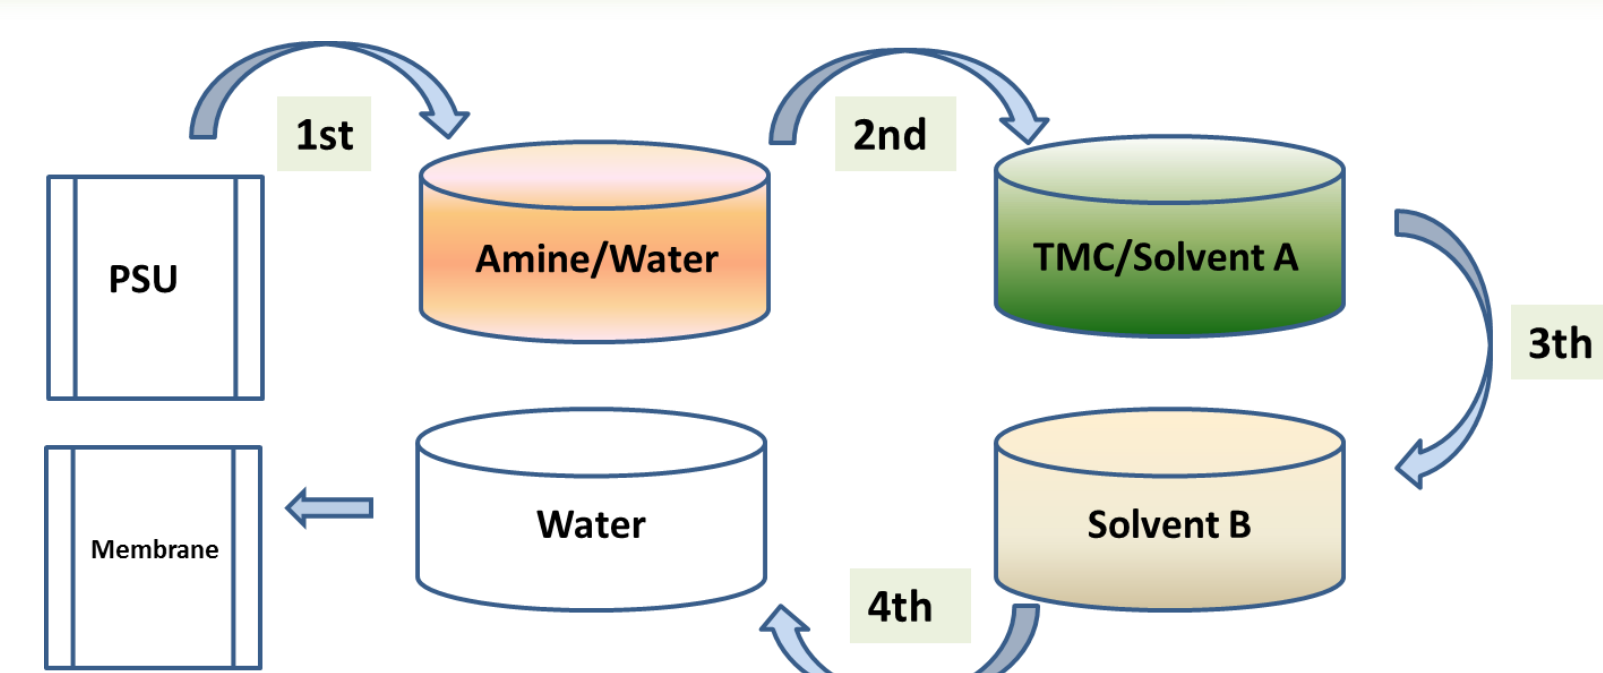 1st
2nd
PSU
Amine/Water
TMC/Solvent A
3th
Membrane
Water
Solvent B
4th